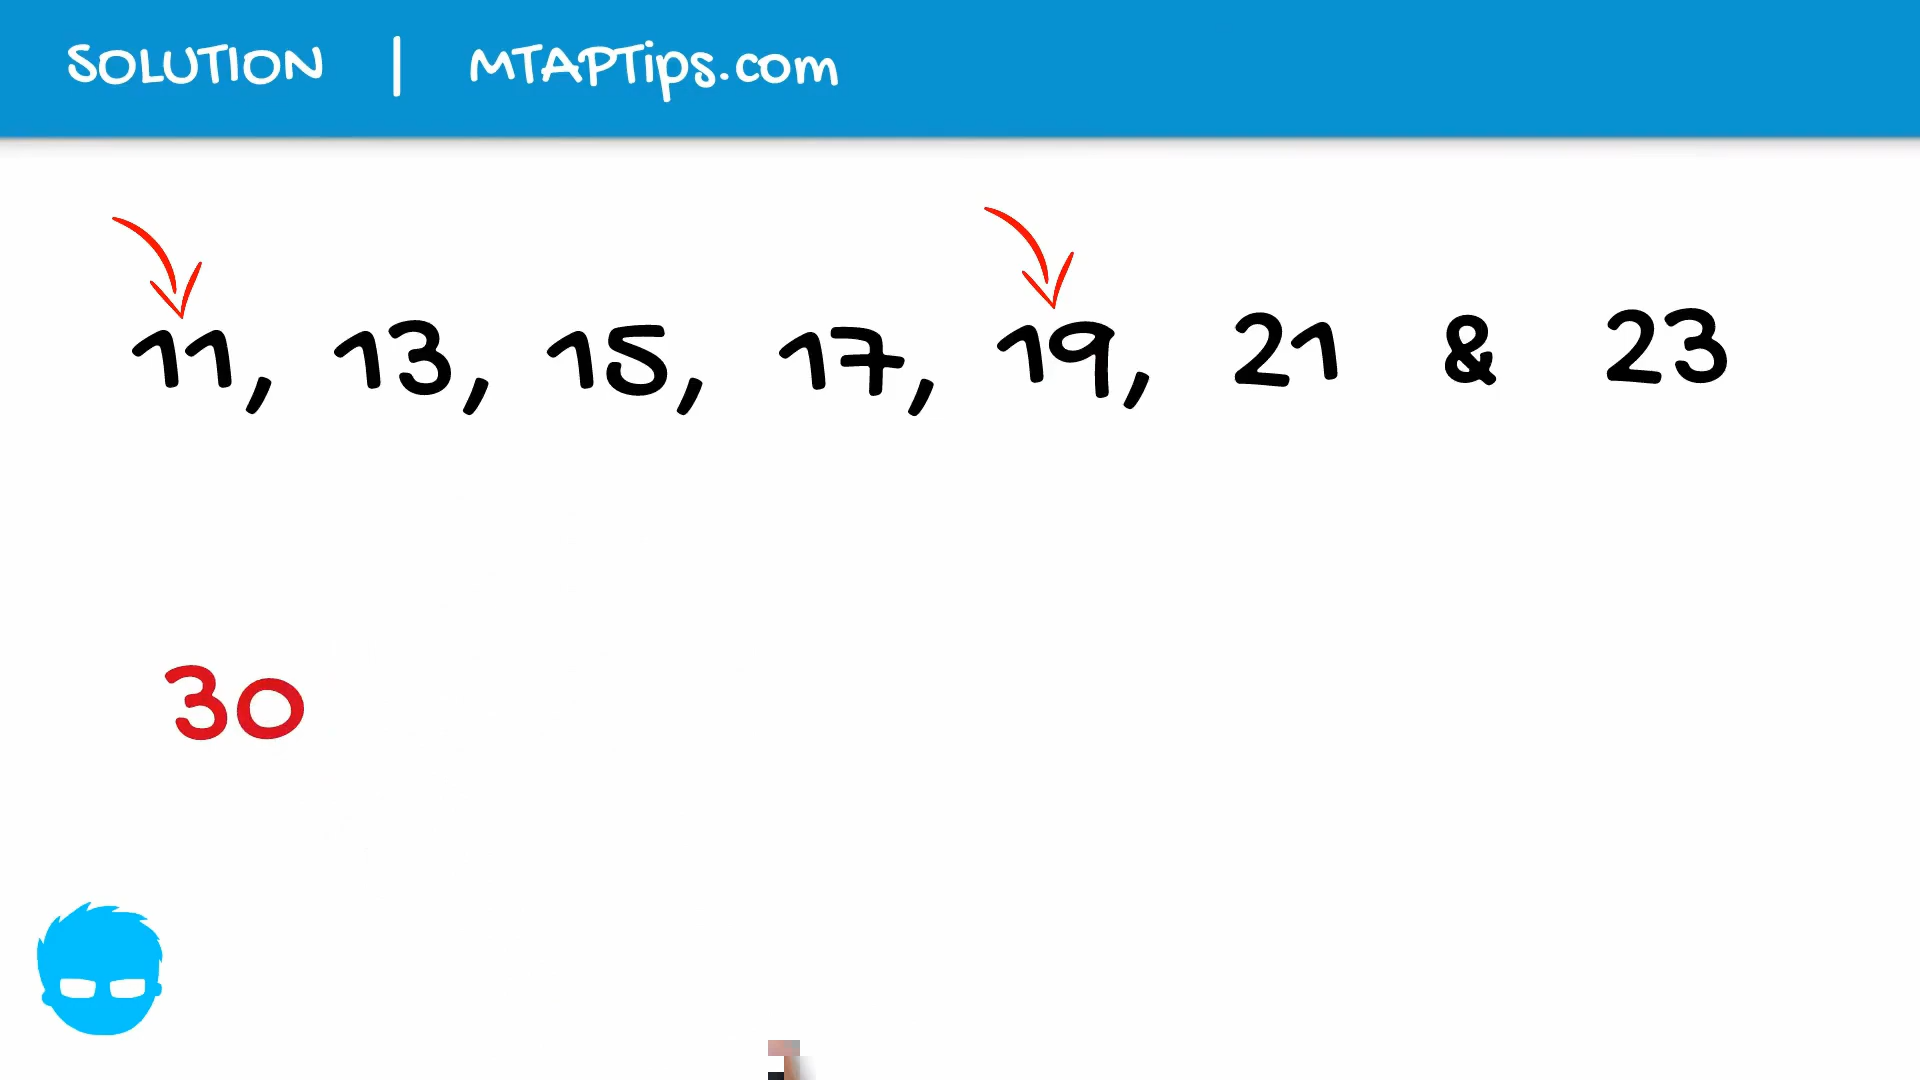 SOLUTION | MTAPTips.com
11, 13, 15, 17, 19, 21 & 23
30